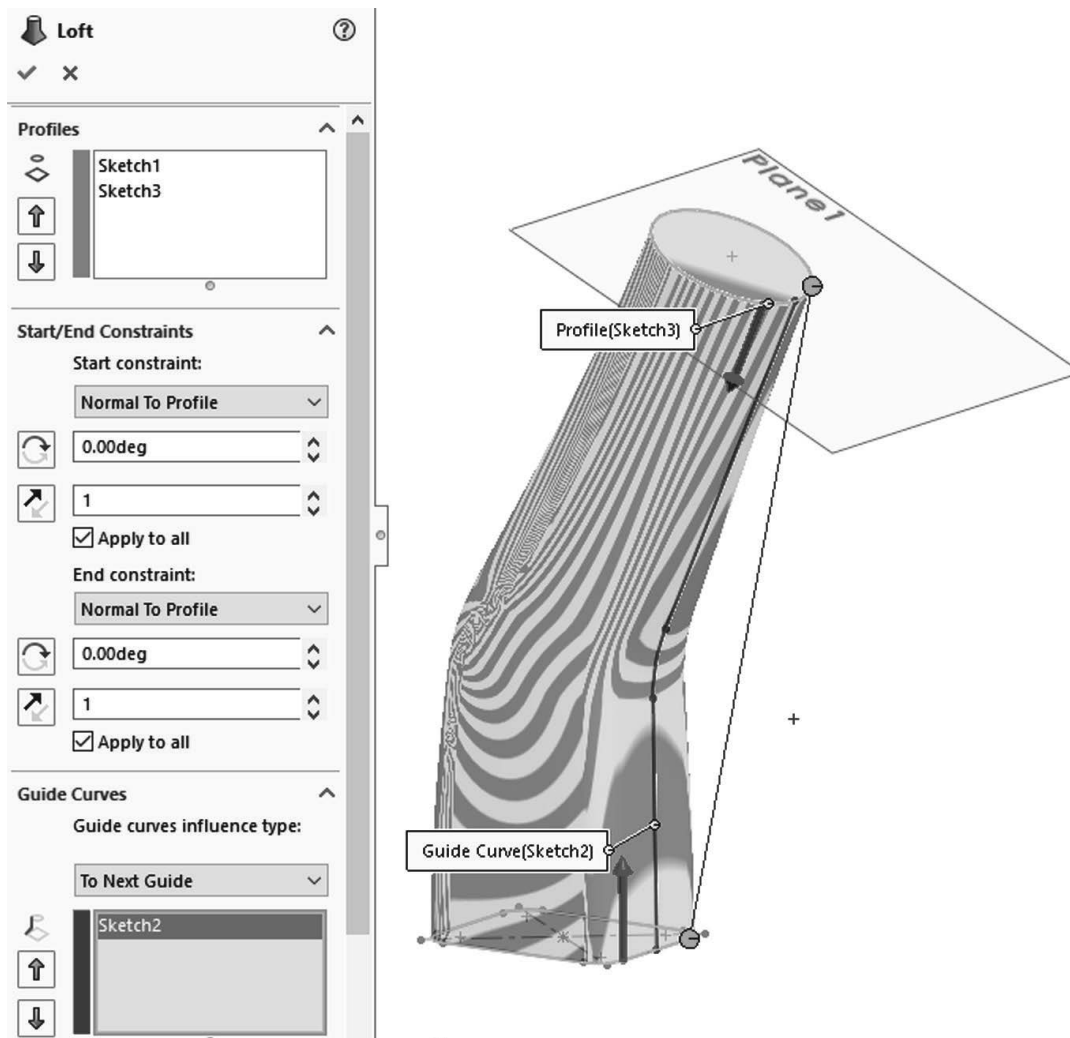 Loft
Profiles
Sketch1
Sketch3
Start/End Constraints
Start constraint:
Normal To Profile
0.00deg
1
Apply to all
End constraint:
Normal To Profile
0.00deg
1
Apply to all
Guide Curves
Guide curves influence type:
To Next Guide
Sketch2
Plane1
Profile(Sketch3)
Guide Curve(Sketch2)